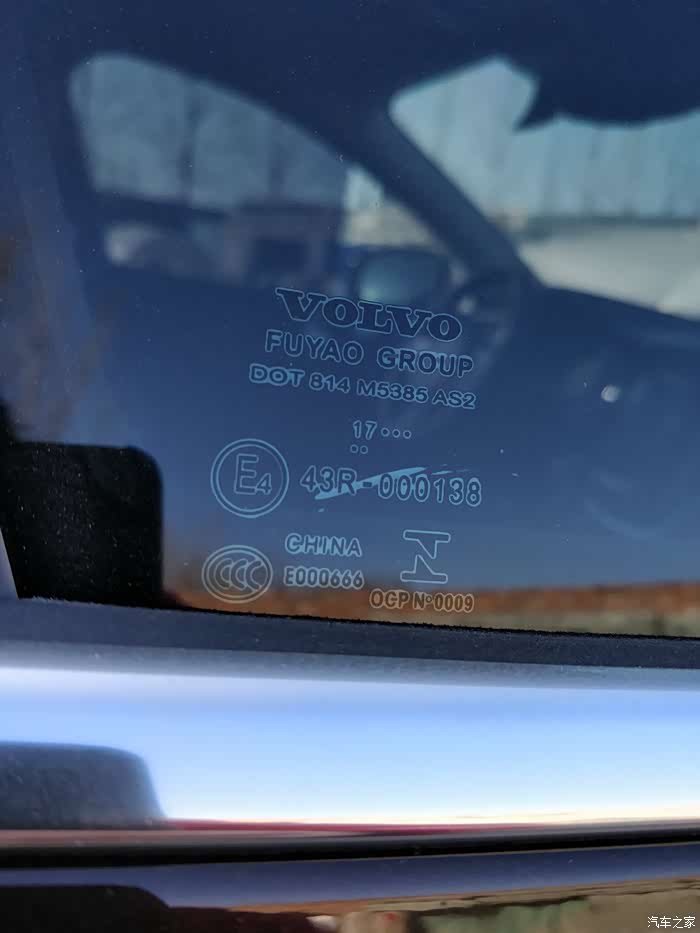 VOLVO
FUYAO GROUP
DOT 814 M5385 AS2
17•••
••
E4 43R-000138
CCC CHINA
E000666
OCP N°0009
汽车之家